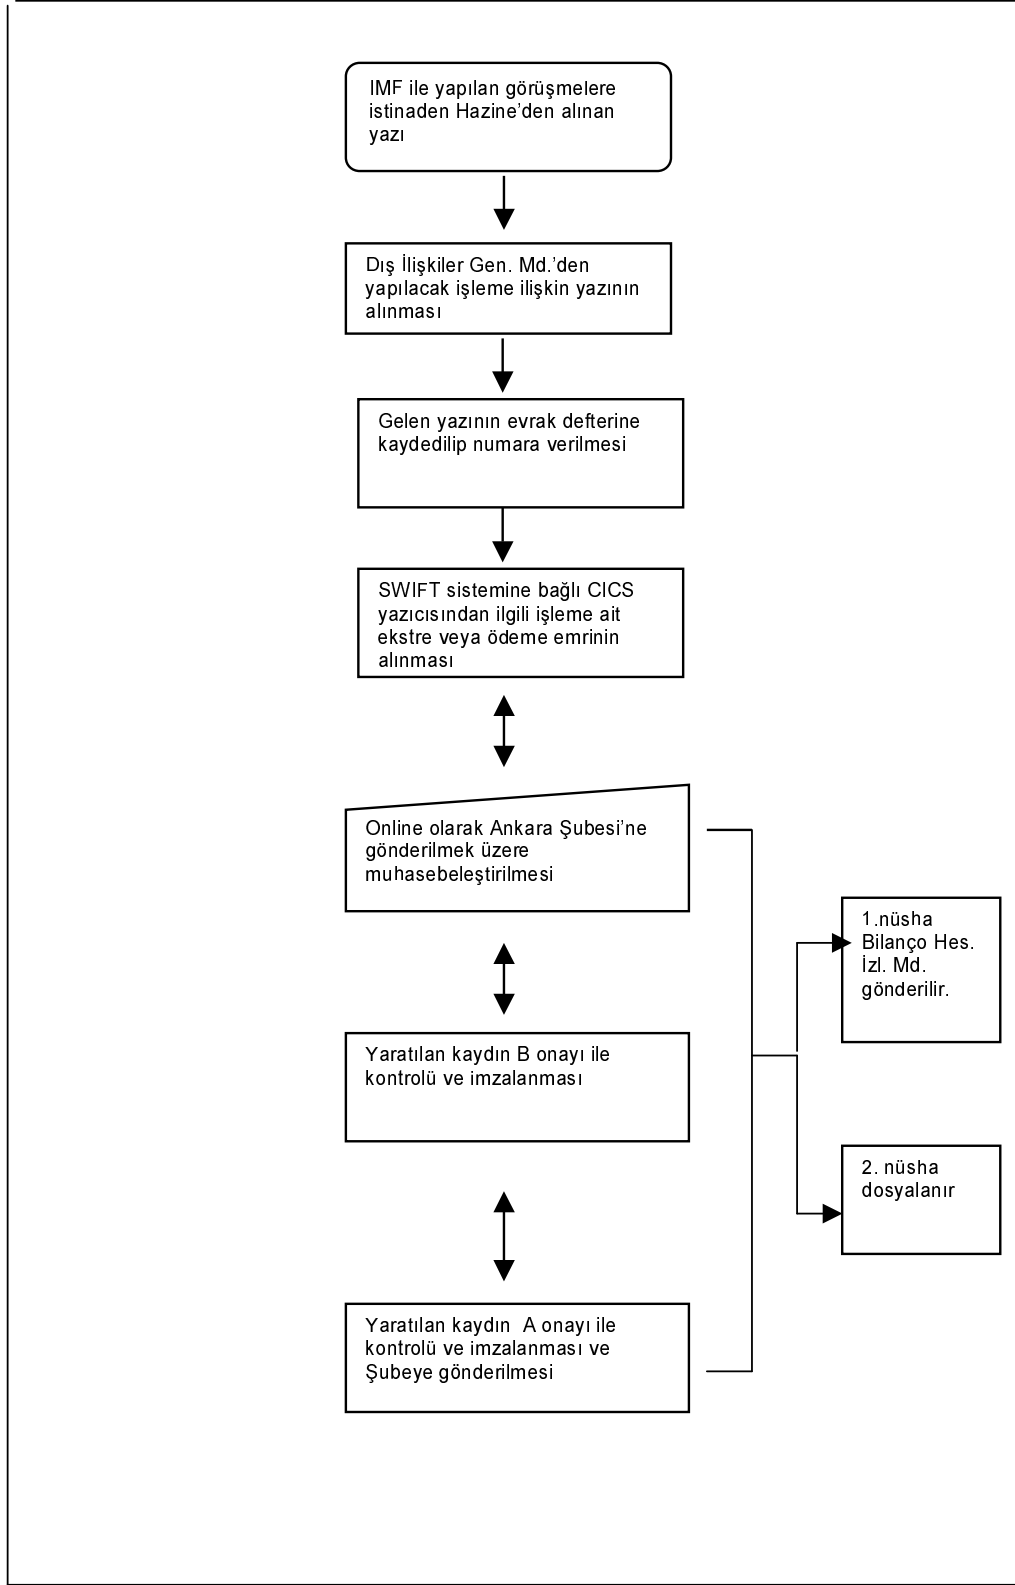 IMF ile yapılan görüşmelere
istinaden Hazine’den alınan
yazı
Dış İlişkiler Gen. Md.’den
yapılacak işleme ilişkin yazının
alınması
Gelen yazının evrak defterine
kaydedilip numara verilmesi
SWIFT sistemine bağlı CICS
yazıcısından ilgili işleme ait
ekstre veya ödeme emrinin
alınması
Online olarak Ankara Şubesi’ne
gönderilmek üzere
muhasebeleştirilmesi
1.nüsha
Bilanço Hes.
İzl. Md.
gönderilir.
Yaratılan kaydın B onayı ile
kontrolü ve imzalanması
2. nüsha
dosyalanır
Yaratılan kaydın  A onayı ile
kontrolü ve imzalanması ve
Şubeye gönderilmesi